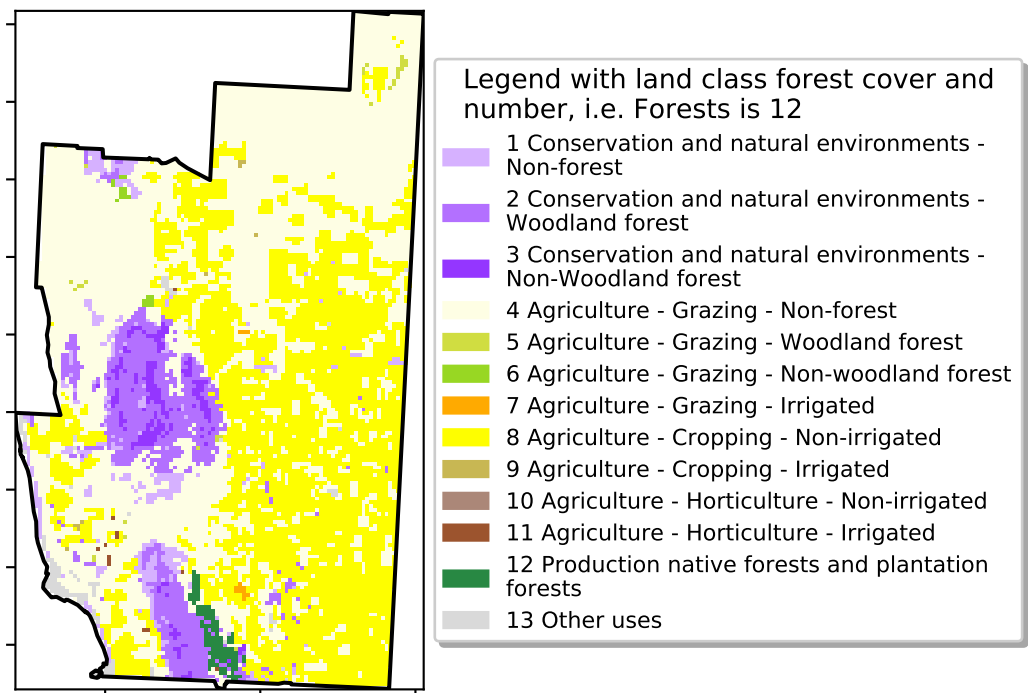 Legend with land class forest cover and
number, i.e. Forests is 12
1 Conservation and natural environments -
Non-forest
2 Conservation and natural environments -
Woodland forest
3 Conservation and natural environments -
Non-Woodland forest
4 Agriculture - Grazing - Non-forest
5 Agriculture - Grazing - Woodland forest
6 Agriculture - Grazing - Non-woodland forest
7 Agriculture - Grazing - Irrigated
8 Agriculture - Cropping - Non-irrigated
9 Agriculture - Cropping - Irrigated
10 Agriculture - Horticulture - Non-irrigated
11 Agriculture - Horticulture - Irrigated
12 Production native forests and plantation
forests
13 Other uses